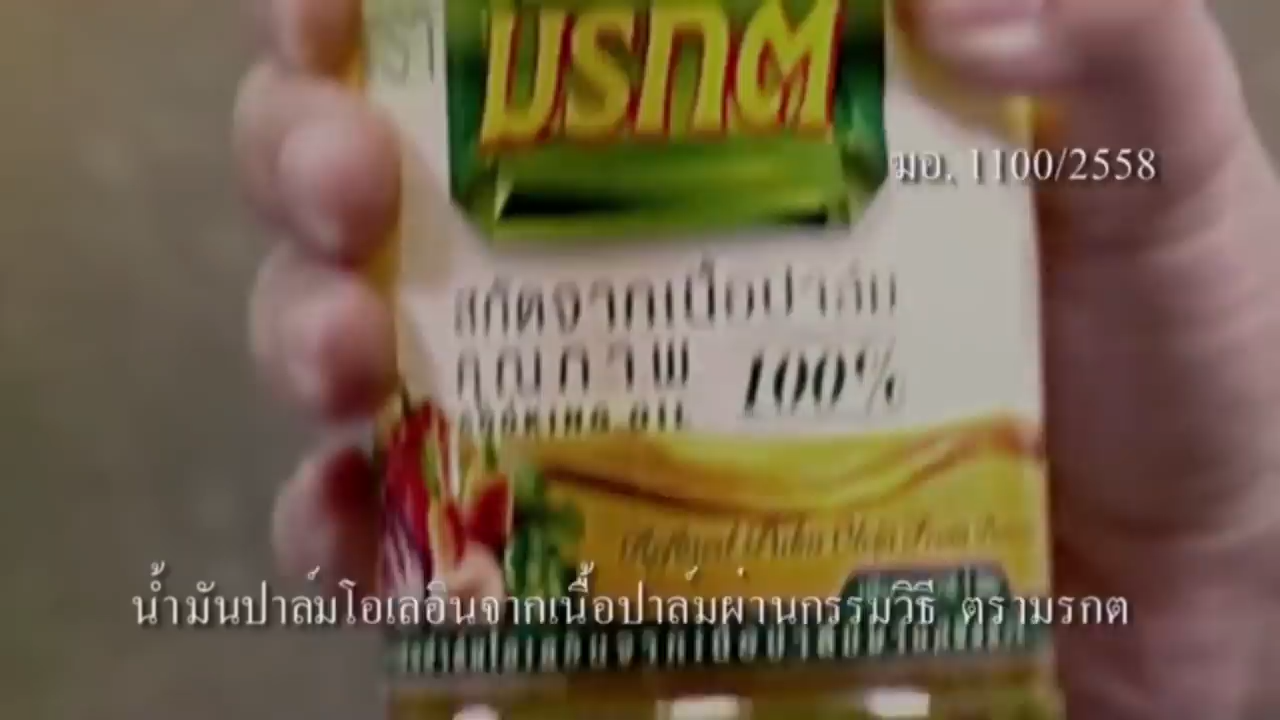 มรกต
ฆอ. 1100/2558
สกัดจากเนื้อปาล์ม
คุณภาพ 100%
COOKING OIL
น้ำมันปาล์มโอเลอินจากเนื้อปาล์มผ่านกรรมวิธี ตรามรกต